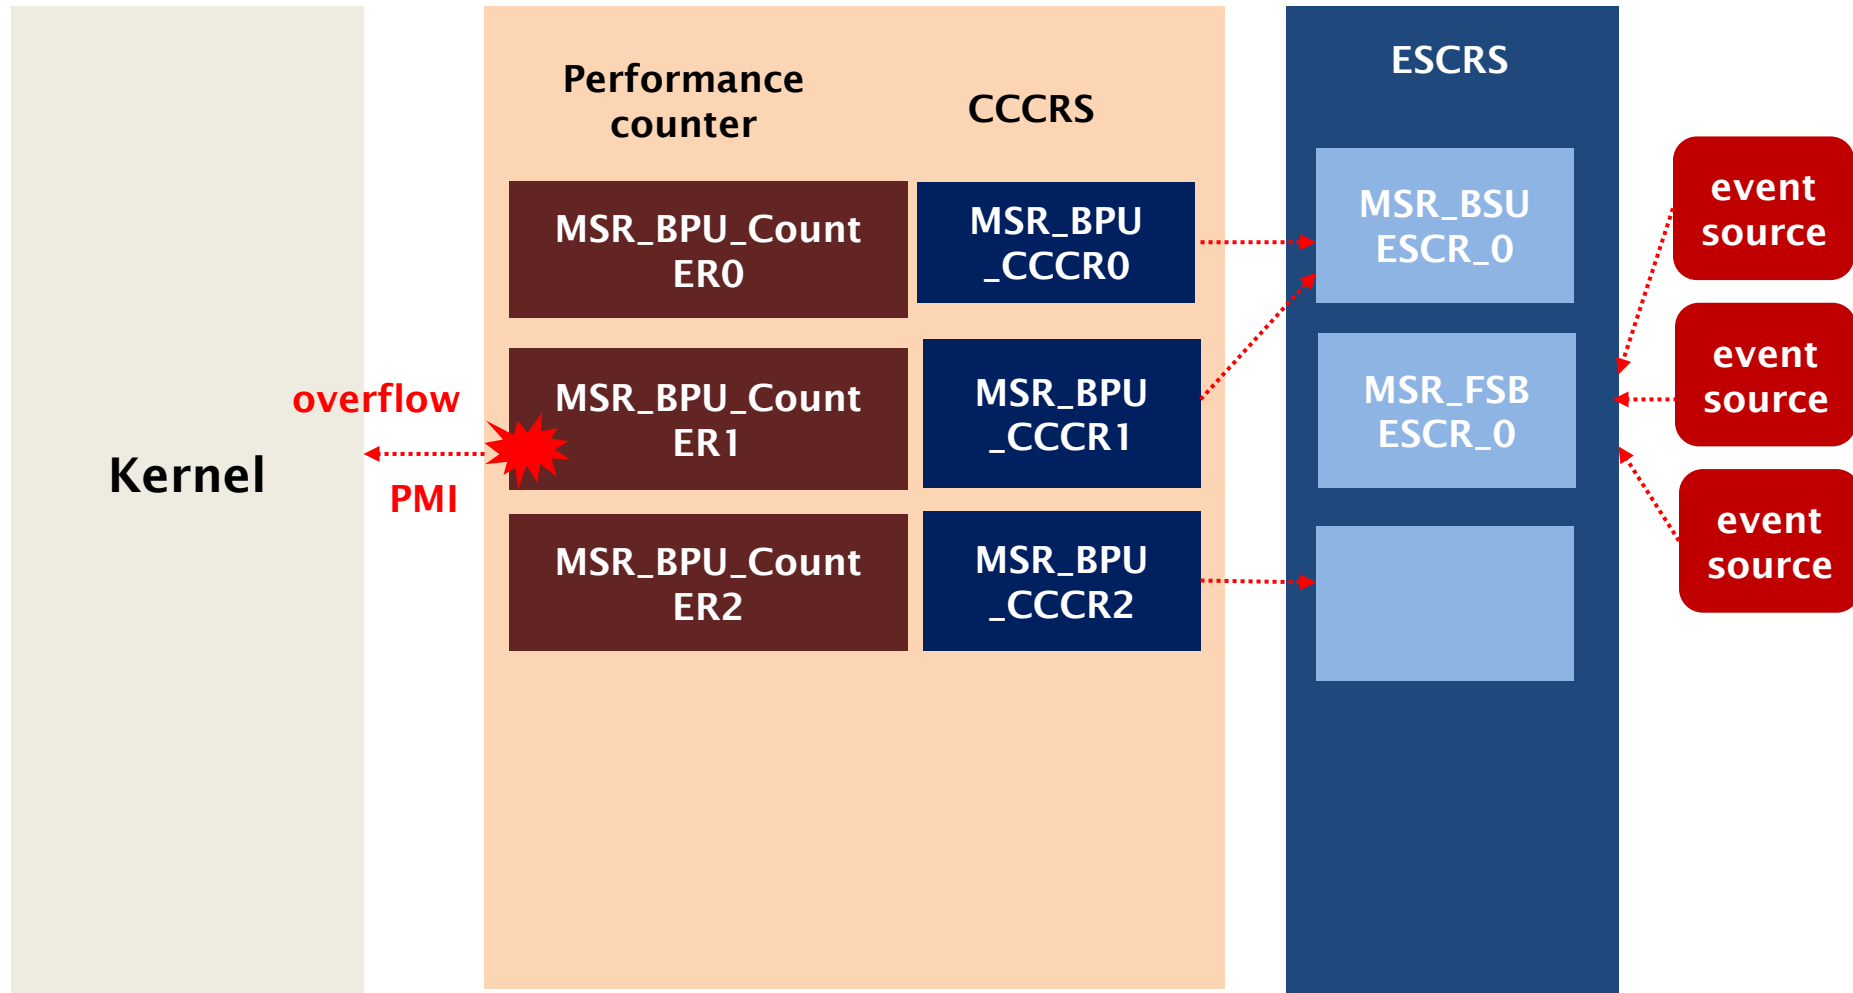 Kernel
overflow
PMI
Performance
counter
CCCRS
MSR_BPU_Count
ER0
MSR_BPU
_CCCR0
MSR_BPU_Count
ER1
MSR_BPU
_CCCR1
MSR_BPU_Count
ER2
MSR_BPU
_CCCR2
ESCRS
MSR_BSU
ESCR_0
MSR_FSB
ESCR_0
event
source
event
source
event
source